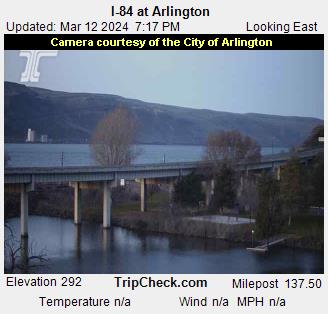 I-84 at Arlington
Updated: Mar 12 2024 7:17 PM Looking East
Camera courtesy of the City of Arlington
Elevation 292 TripCheck.com Milepost 137.50
Temperature n/a Wind n/a MPH n/a